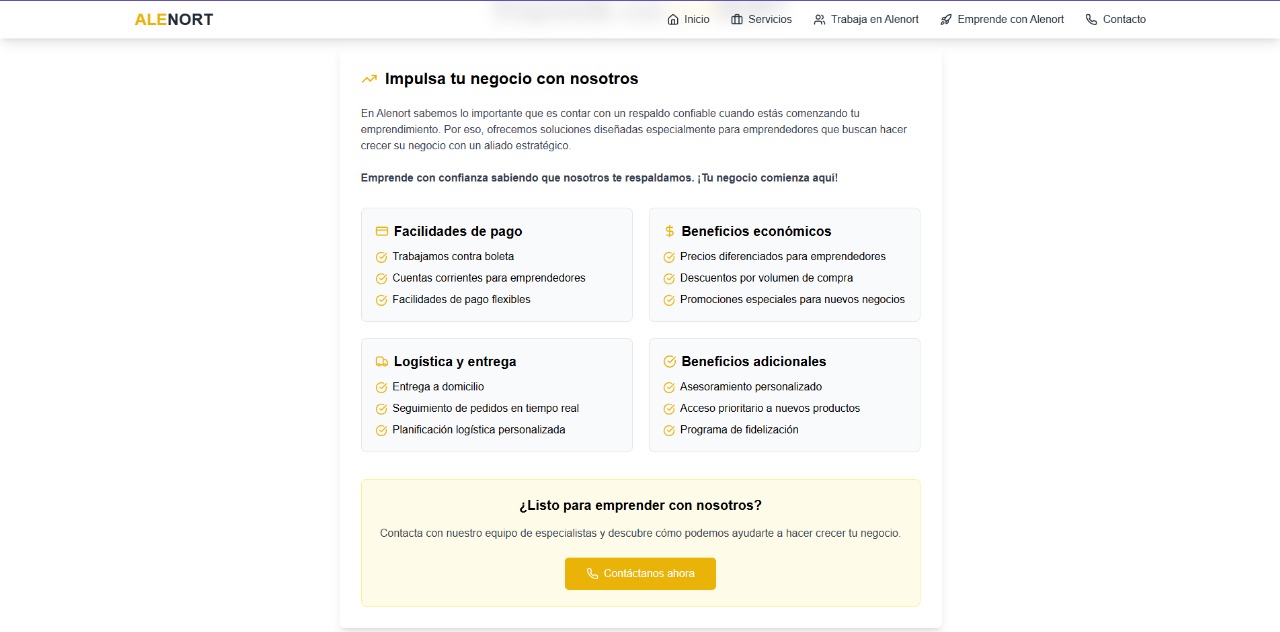 ALENORT
Inicio
Servicios
Trabaja en Alenort
Emprende con Alenort
Contacto
Impulsa tu negocio con nosotros
En Alenort sabemos lo importante que es contar con un respaldo confiable cuando estás comenzando tu
emprendimiento. Por eso, ofrecemos soluciones diseñadas especialmente para emprendedores que buscan hacer
crecer su negocio con un aliado estratégico.
Emprende con confianza sabiendo que nosotros te respaldamos. ¡Tu negocio comienza aquí!
Facilidades de pago
Trabajamos contra boleta
Cuentas corrientes para emprendedores
Facilidades de pago flexibles
Beneficios económicos
Precios diferenciados para emprendedores
Descuentos por volumen de compra
Promociones especiales para nuevos negocios
Logística y entrega
Entrega a domicilio
Seguimiento de pedidos en tiempo real
Planificación logística personalizada
Beneficios adicionales
Asesoramiento personalizado
Acceso prioritario a nuevos productos
Programa de fidelización
¿Listo para emprender con nosotros?
Contacta con nuestro equipo de especialistas y descubre cómo podemos ayudarte a hacer crecer tu negocio.
Contáctanos ahora